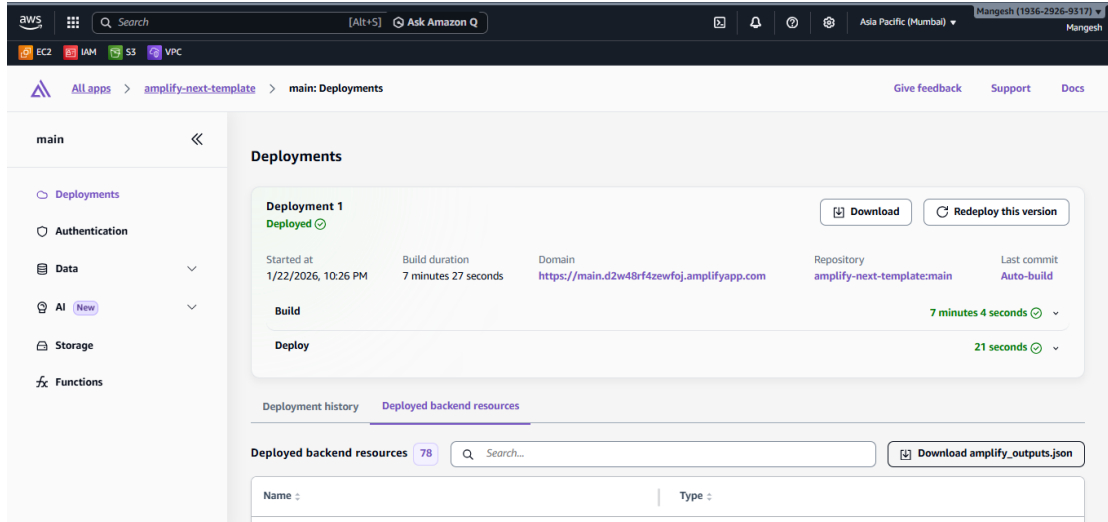 aws Search [Alt+S] Ask Amazon Q Asia Pacific (Mumbai) Mangesh (1936-2926-9317)
Mangesh
EC2 IAM S3 VPC
All apps > amplify-next-template > main: Deployments Give feedback Support Docs
main
Deployments
Authentication
Data
AI New
Storage
Functions
Deployments
Deployment 1
Deployed
Download Redeploy this version
Started at Build duration Domain Repository Last commit
1/22/2026, 10:26 PM 7 minutes 27 seconds https://main.d2w48rf4zewfoj.amplifyapp.com amplify-next-template:main Auto-build
Build 7 minutes 4 seconds
Deploy 21 seconds
Deployment history Deployed backend resources
Deployed backend resources 78 Search... Download amplify_outputs.json
Name Type